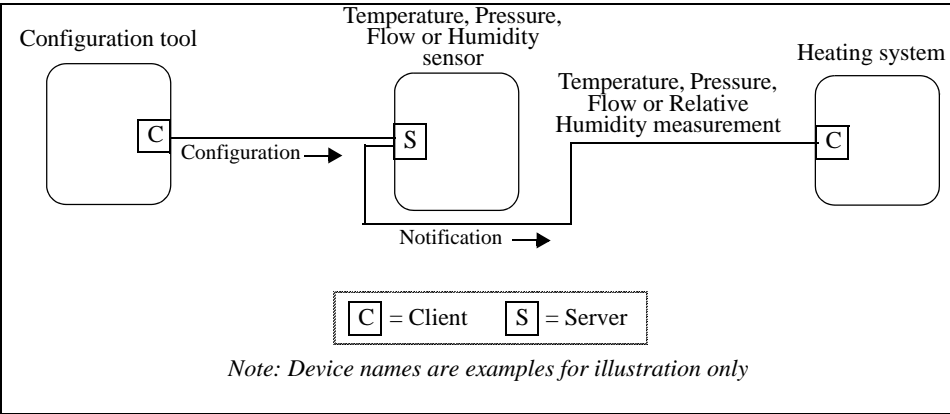 Configuration tool
Temperature, Pressure,
Flow or Humidity
sensor
Heating system
Temperature, Pressure,
Flow or Relative
Humidity measurement
C
S
C
Configuration
Notification
C = Client
S = Server
Note: Device names are examples for illustration only